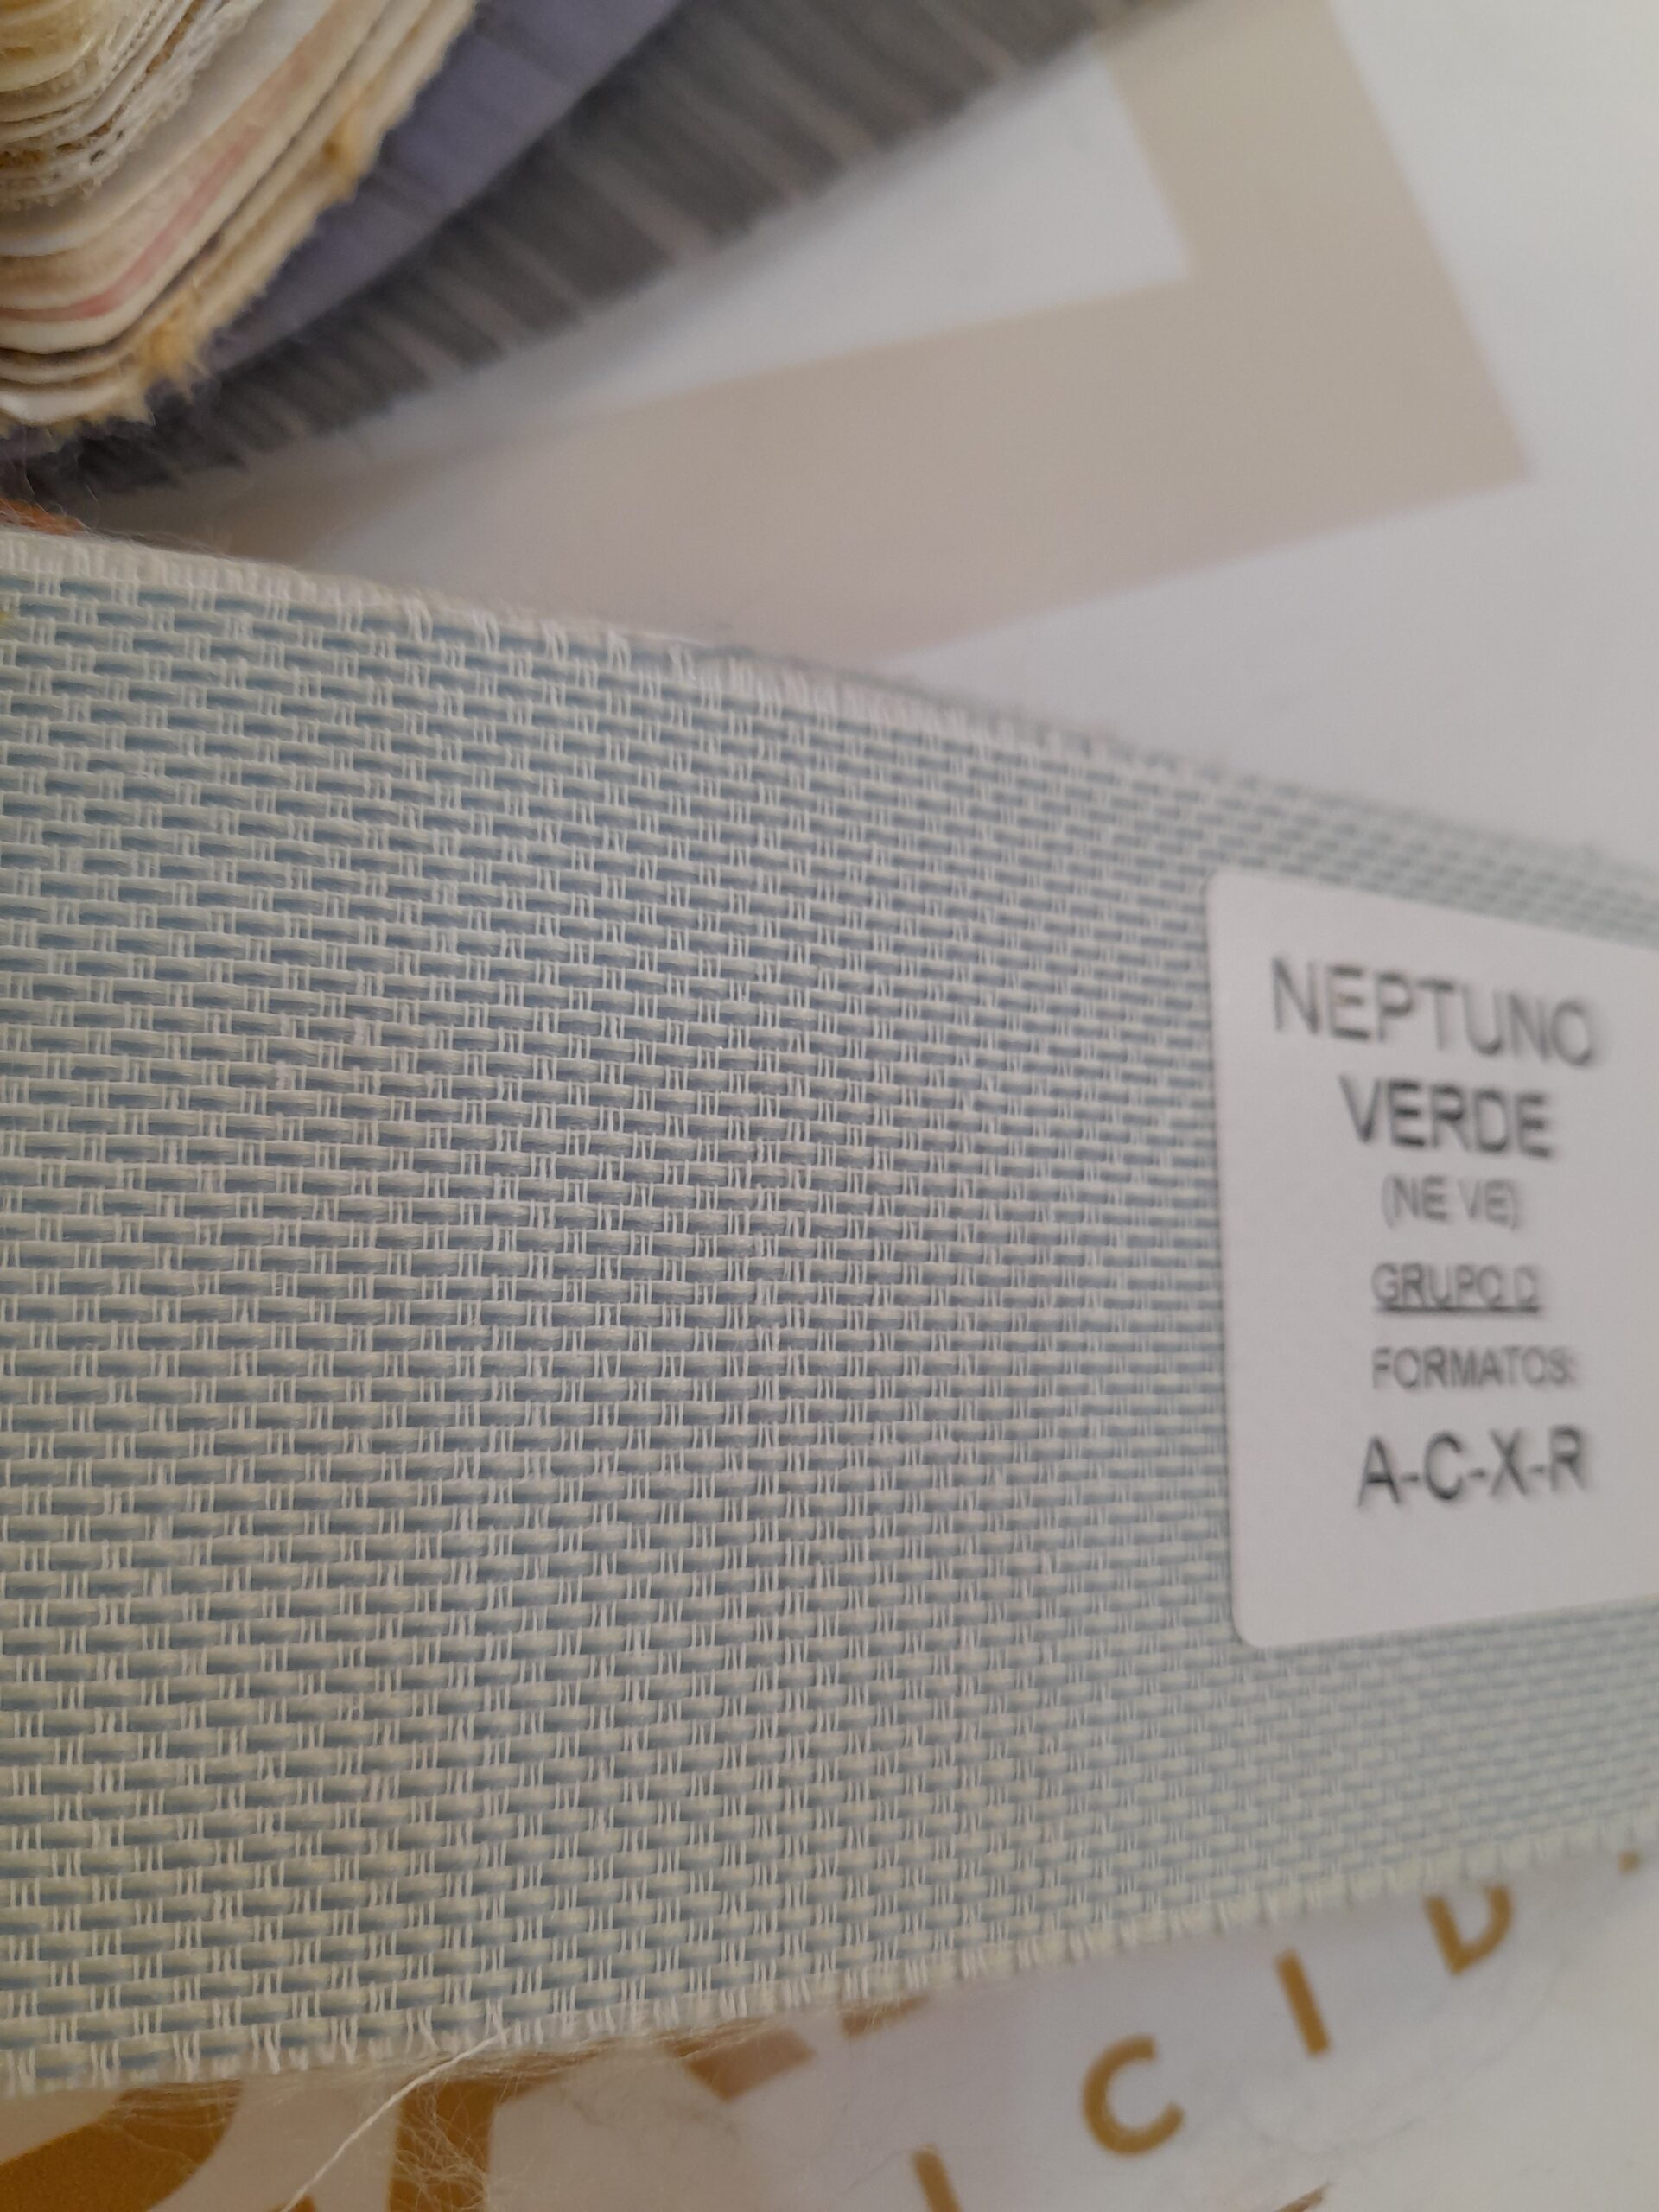 NEPTUNO
VERDE
(NE VE)
GRUPO D
FORMATOS:
A-C-X-R